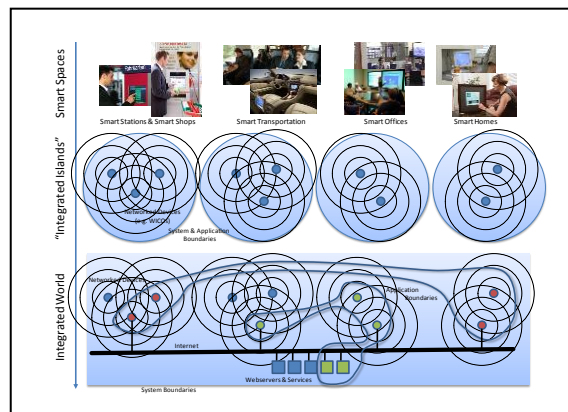 Smart Spaces
Smart Stations & Smart Shops
Smart Transportation
Smart Offices
Smart Homes
“Integrated Islands”
Networked Devices
(e.g. WICOs)
System & Application
Boundaries
Integrated World
Networked Devices
Application
Boundaries
Internet
Webservers & Services
System Boundaries